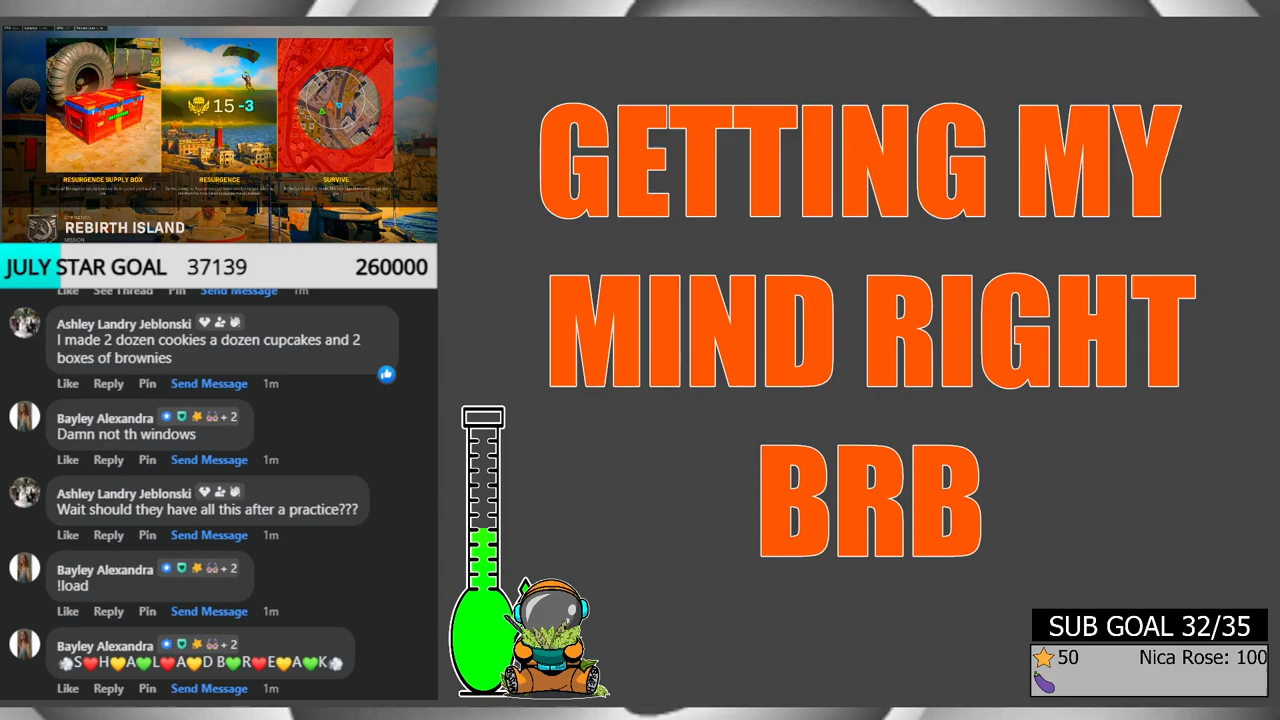 15 -3
RESURGENCE SUPPLY BOX
RESURGENCE
SURVIVE
OPERATION
REBIRTH ISLAND
MISSION
JULY STAR GOAL 37139 260000
Like See Thread Pin Send Message 1m
Ashley Landry Jeblonski
I made 2 dozen cookies a dozen cupcakes and 2
boxes of brownies
Like Reply Pin Send Message 1m
Bayley Alexandra + 2
Damn not th windows
Like Reply Pin Send Message 1m
Ashley Landry Jeblonski
Wait should they have all this after a practice???
Like Reply Pin Send Message 1m
Bayley Alexandra + 2
!load
Like Reply Pin Send Message 1m
Bayley Alexandra + 2
💨S❤️H💛A💚L❤️A❤️D💛B💚R❤️E💛A💚K💨
Like Reply Pin Send Message 1m
GETTING MY
MIND RIGHT
BRB
SUB GOAL 32/35
50 Nica Rose: 100